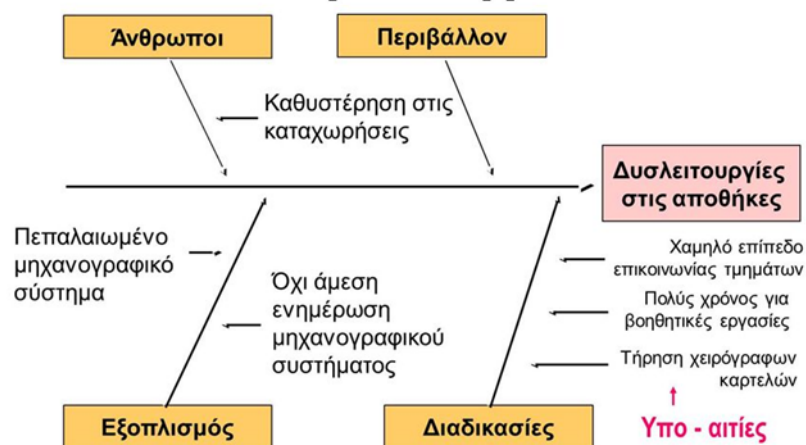 Άνθρωποι
Περιβάλλον
Καθυστέρηση στις
καταχωρήσεις
Δυσλειτουργίες
στις αποθήκες
Πεπαλαιωμένο
μηχανογραφικό
σύστημα
Όχι άμεση
ενημέρωση
μηχανογραφικού
συστήματος
Χαμηλό επίπεδο
επικοινωνίας τμημάτων
Πολύς χρόνος για
βοηθητικές εργασίες
Τήρηση χειρόγραφων
καρτελών
Εξοπλισμός
Διαδικασίες
Υπο - αιτίες